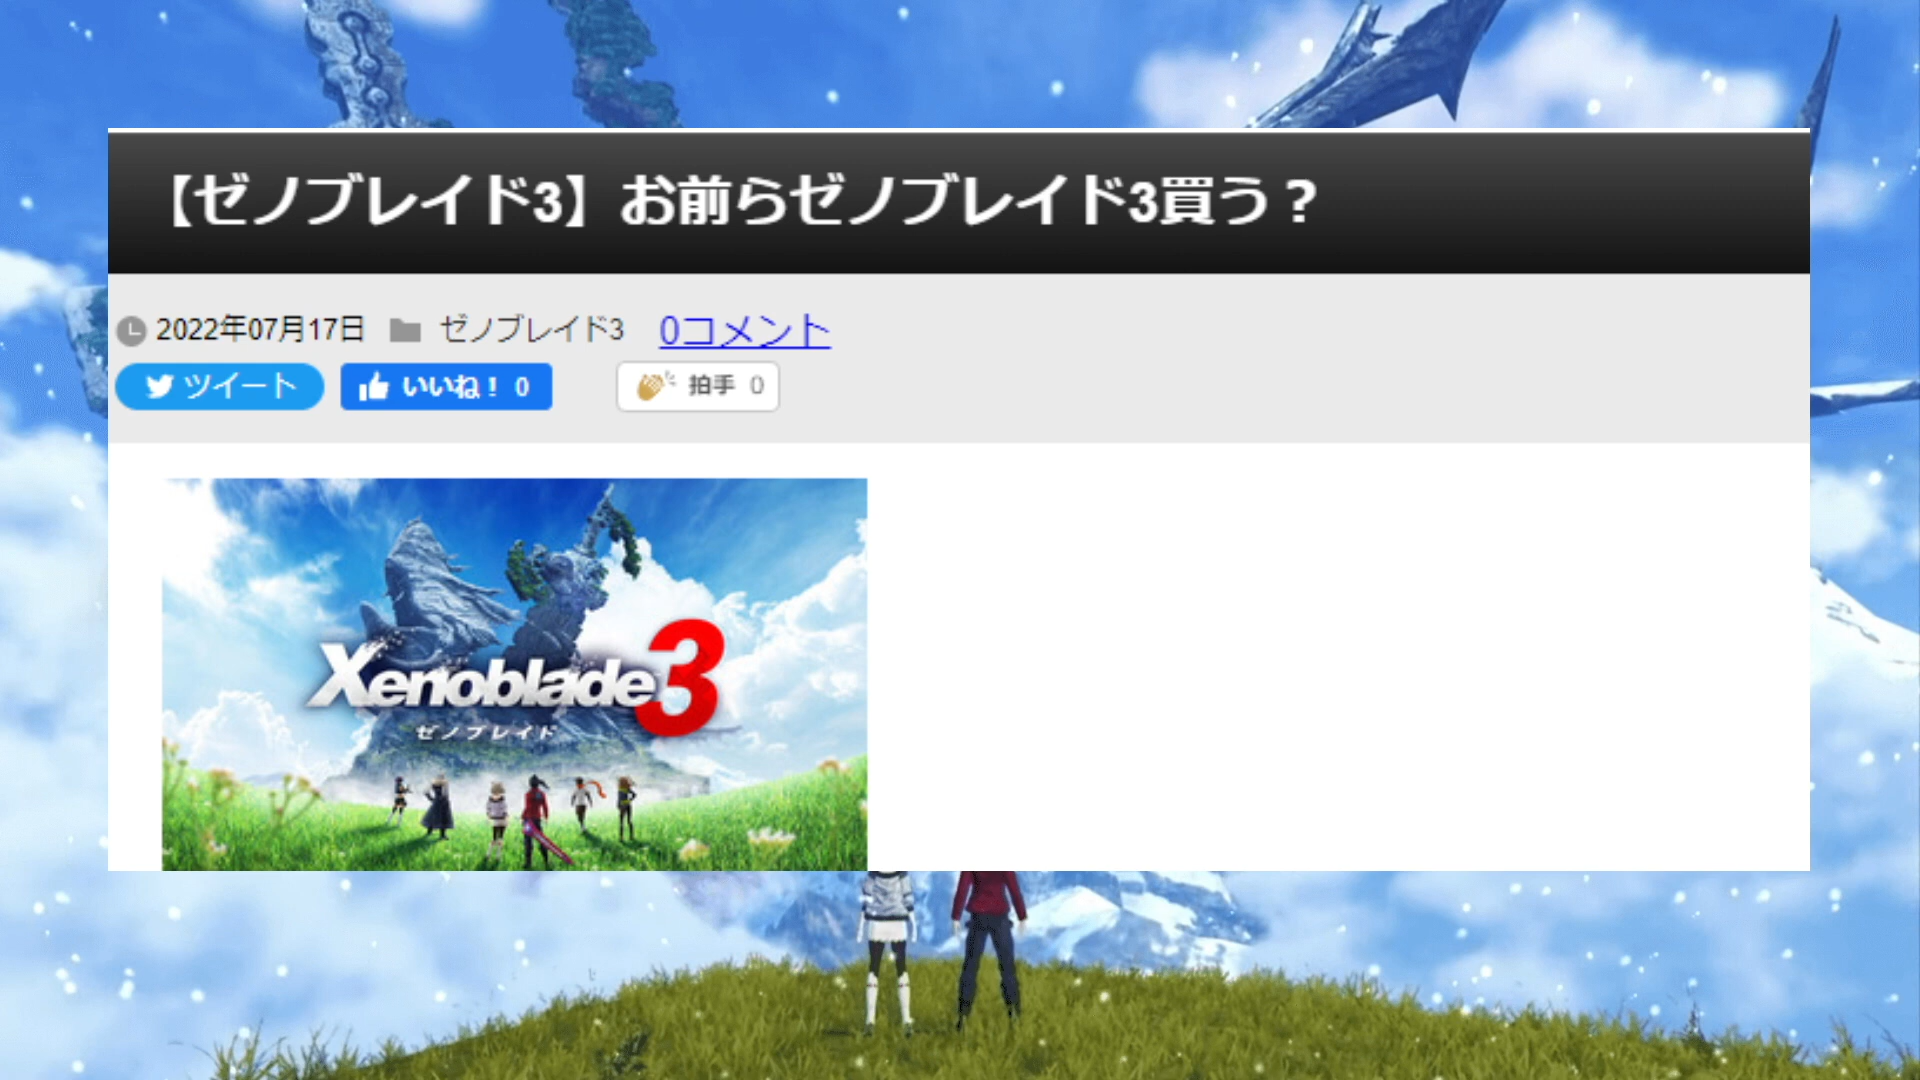 【ゼノブレイド3】お前らゼノブレイド3買う？
2022年07月17日 ゼノブレイド3 0コメント
ツイート いいね！ 0 拍手 0
Xenoblade3
ゼノブレイド